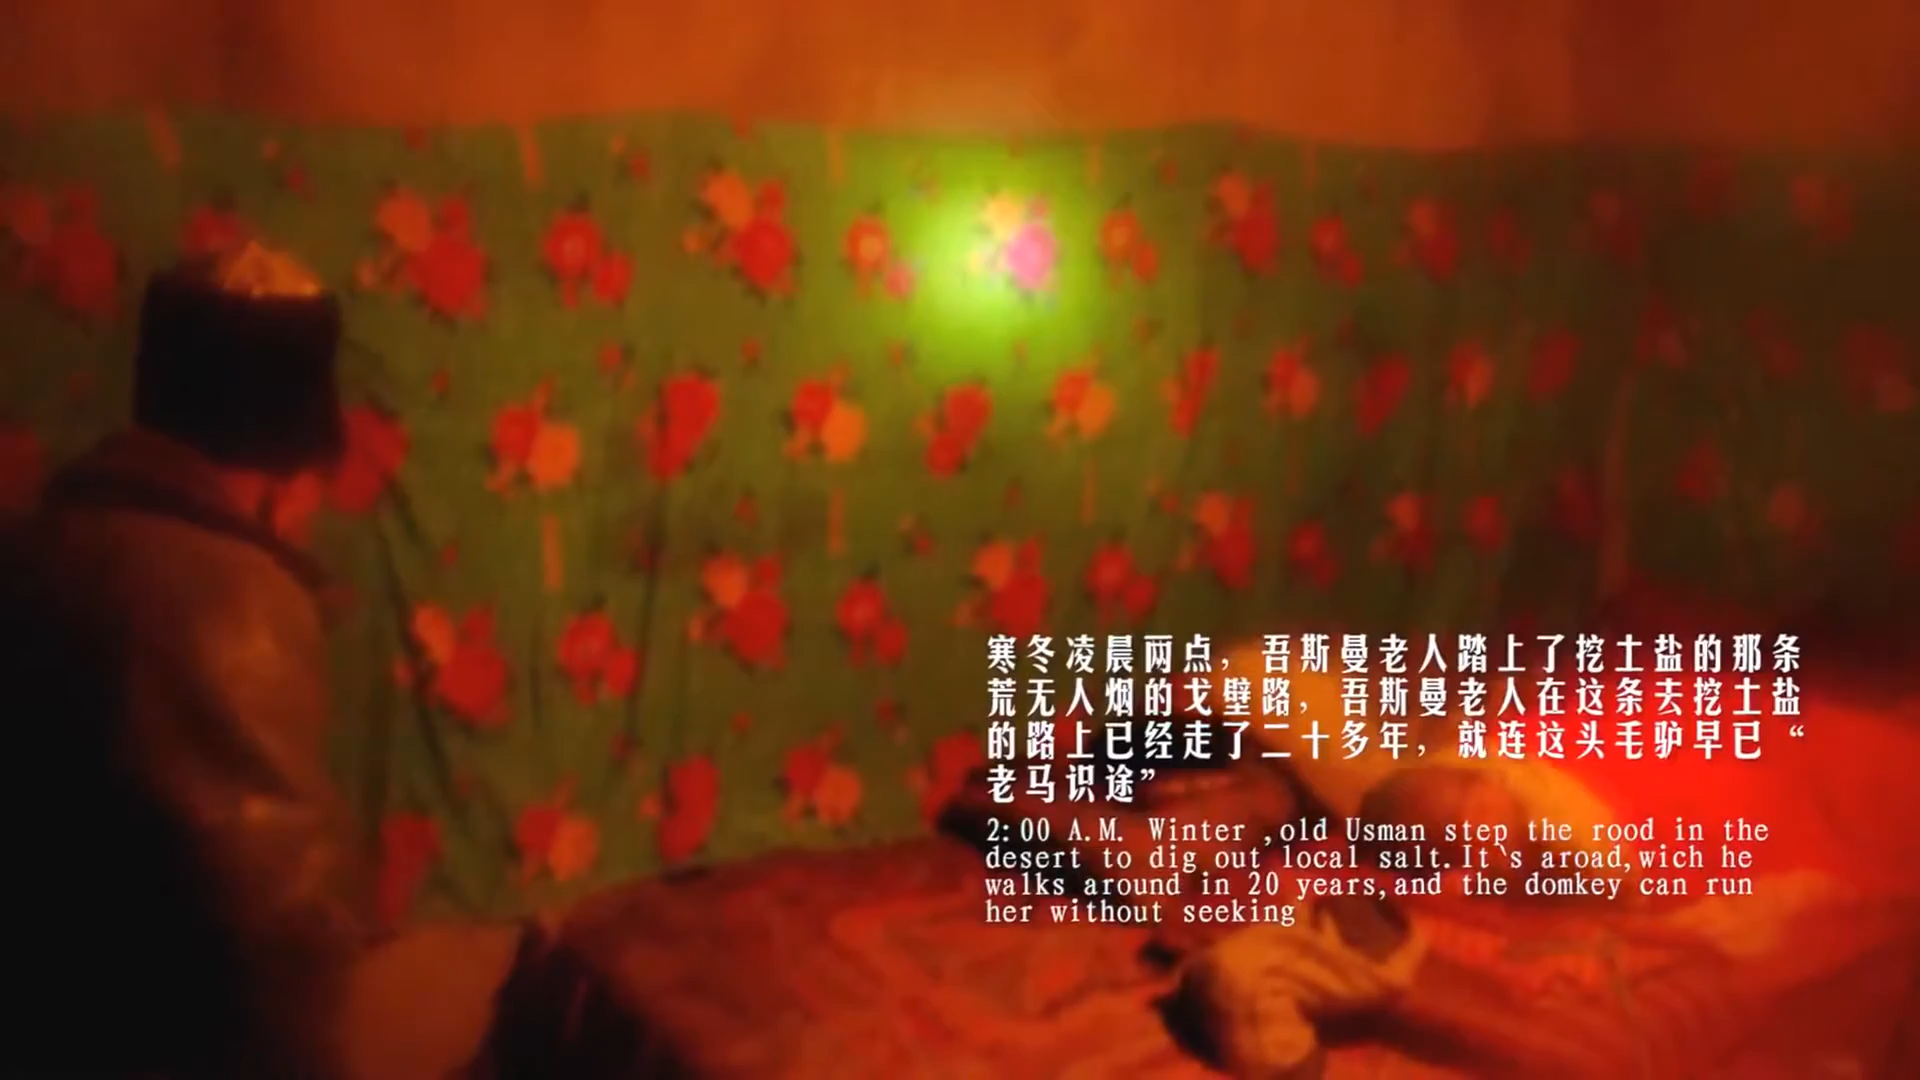 寒冬凌晨两点，吾斯曼老人踏上了挖土盐的那条
荒无人烟的戈壁路，吾斯曼老人在这条去挖土盐
的路上已经走了二十多年，就连这头毛驴早已“
老马识途”
2:00 A.M. Winter ,old Usman step the rood in the
desert to dig out local salt.It`s aroad,wich he
walks around in 20 years,and the domkey can run
her without seeking